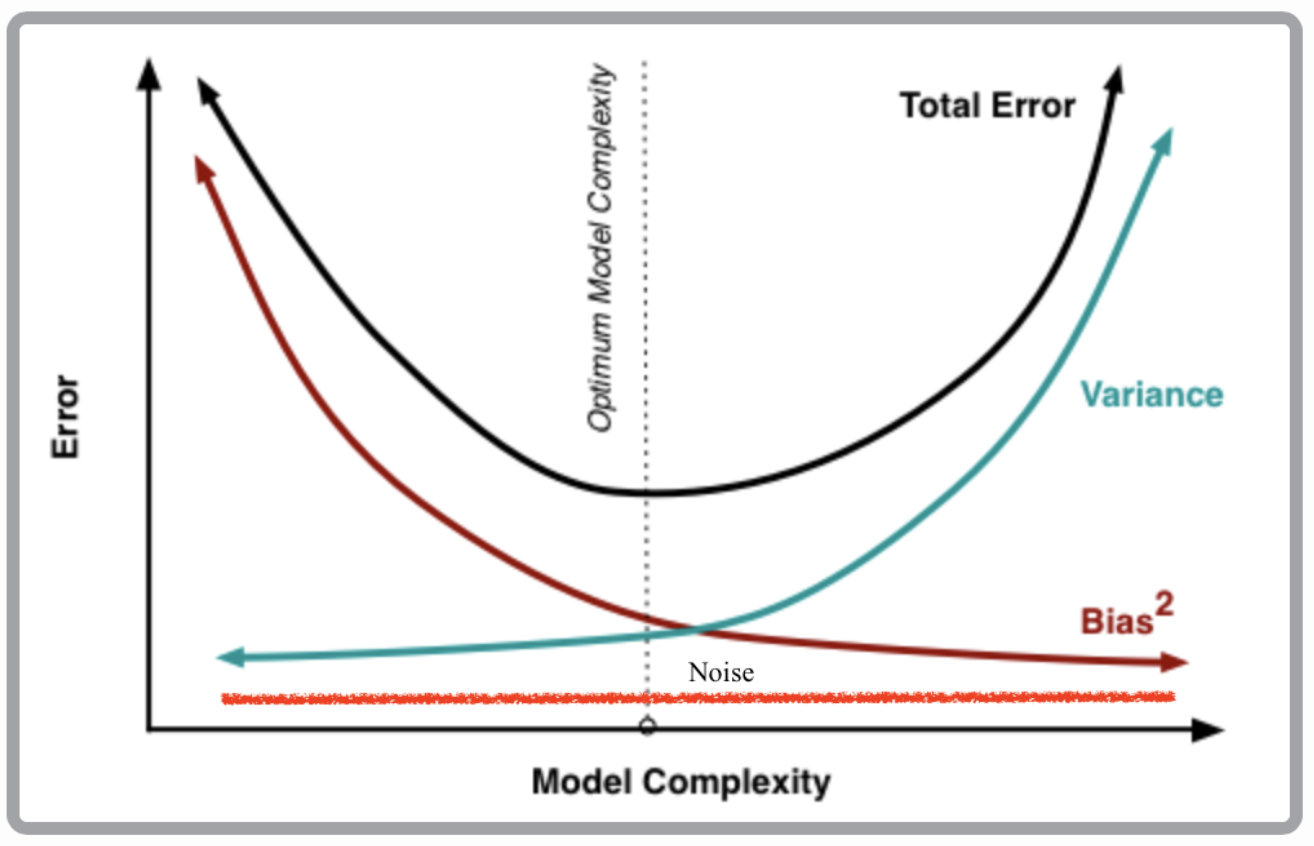 Optimum Model Complexity
Total Error
Error
Variance
Bias²
Noise
Model Complexity